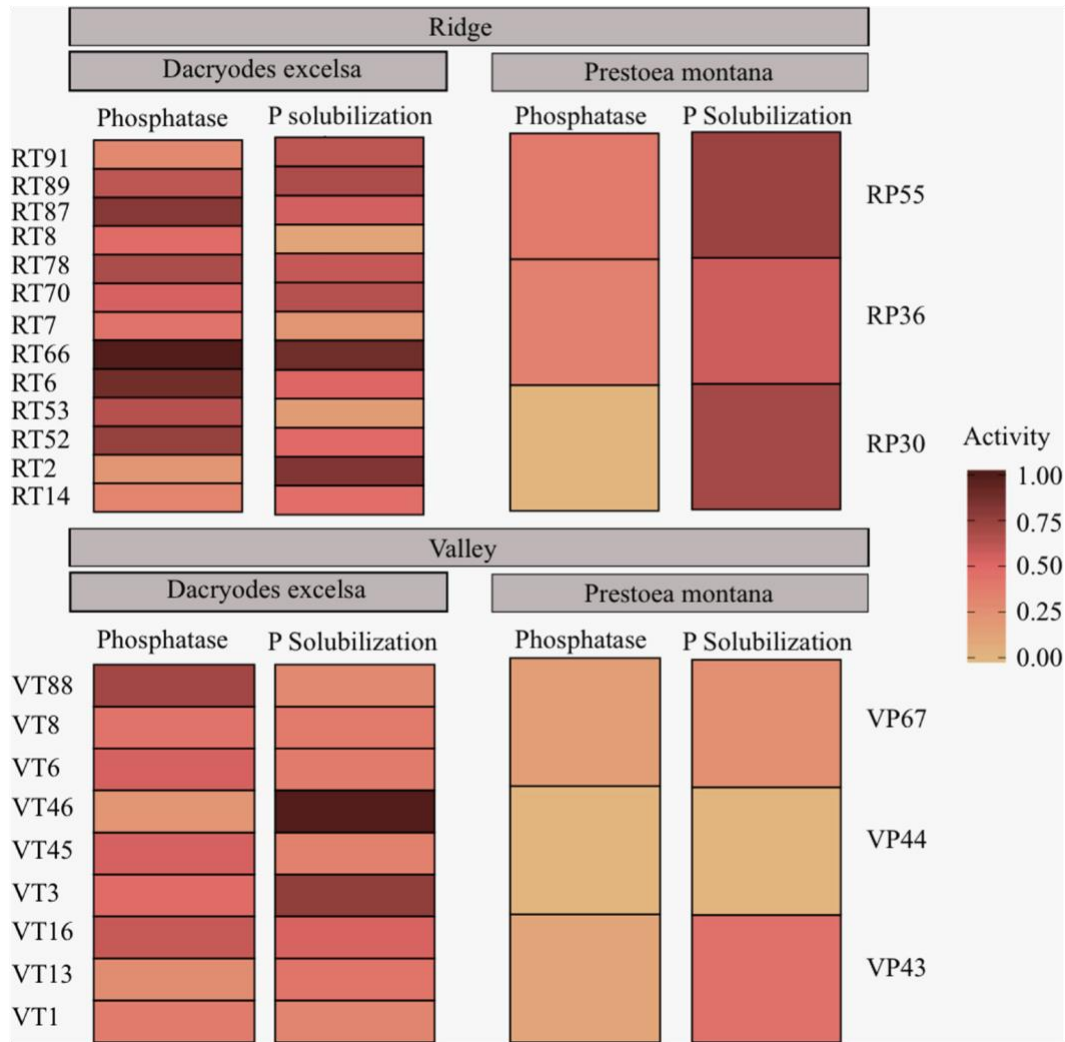 Ridge
Dacryodes excelsa
Prestoea montana
Phosphatase
P solubilization
Phosphatase
P Solubilization
RT91
RT89
RT87
RT8
RT78
RT70
RT7
RT66
RT6
RT53
RT52
RT2
RT14
RP55
RP36
RP30
Activity
1.00
0.75
0.50
0.25
0.00
Valley
Dacryodes excelsa
Prestoea montana
Phosphatase
P Solubilization
Phosphatase
P Solubilization
VT88
VT8
VT6
VT46
VT45
VT3
VT16
VT13
VT1
VP67
VP44
VP43